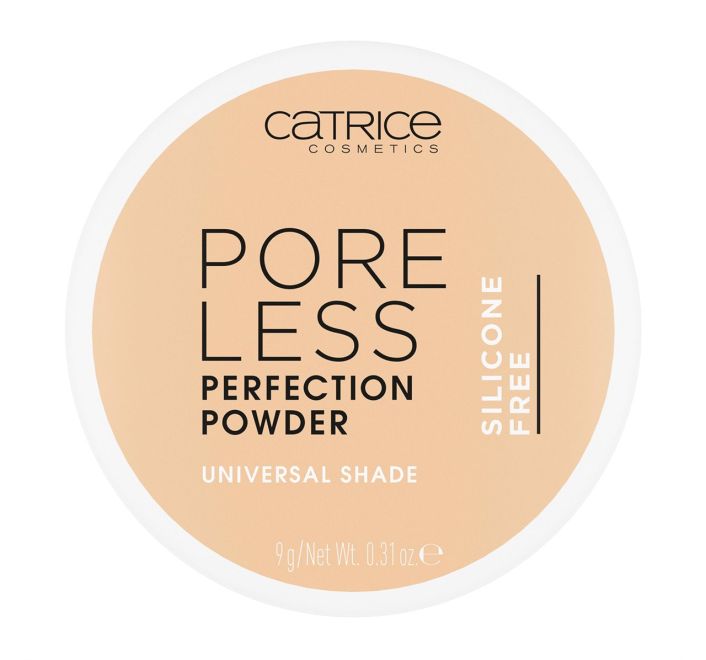 CATRICE
COSMETICS
PORE
LESS
PERFECTION
POWDER
UNIVERSAL SHADE
SILICONE
FREE
9 g/Net Wt. 0.31 oz. ℮